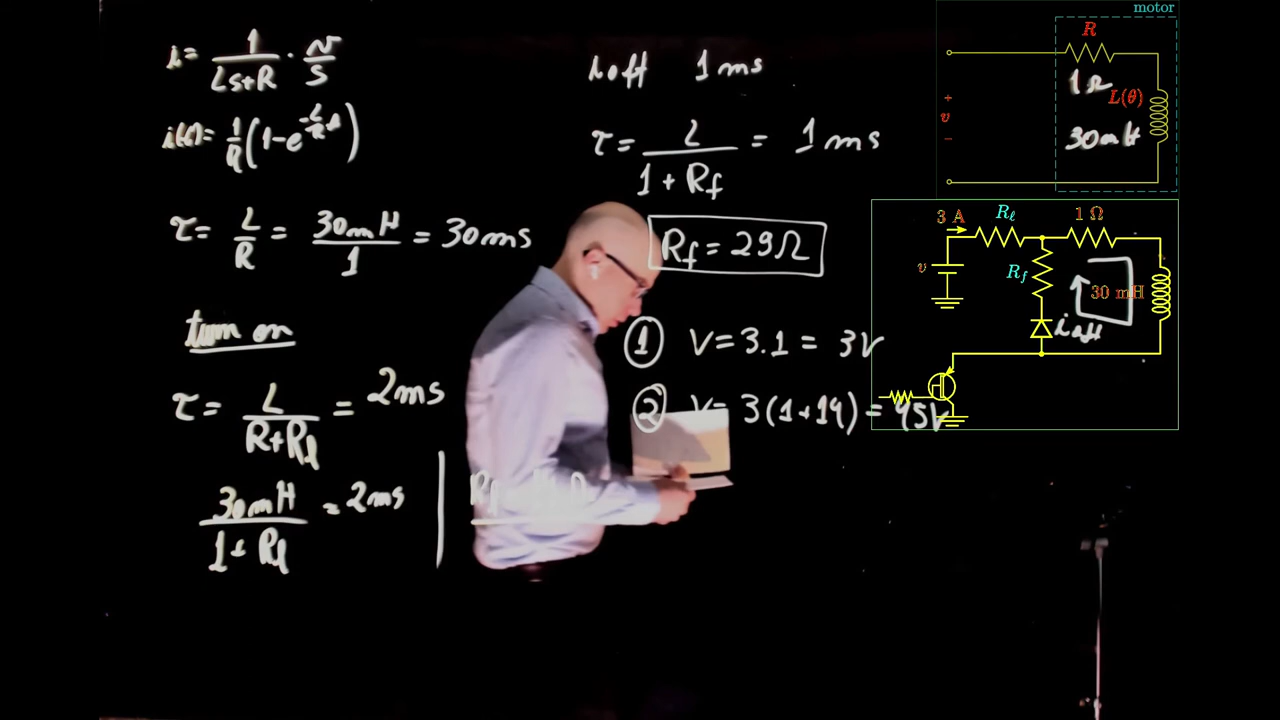 i = 1/(Ls+R) · v/s
i(t) = 1/R (1 - e^(-L/R t))
τ = L/R = 30mH/1 = 30ms
turn on
τ = L/(R+Rℓ) = 2ms
30mH/(1+Rℓ) = 2ms
ioff 1ms
τ = L/(1+Rf) = 1ms
Rf = 29Ω
① V = 3.1 = 3V
② V = 3(1+14) = 45V
motor
R
1Ω
L(θ)
+
v
-
30mH
3 A
Rℓ
1 Ω
v
Rf
30 mH
ioff